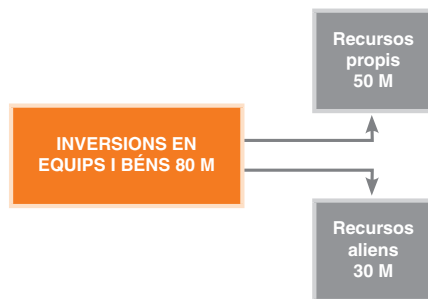 Recursos
propis
50 M
INVERSIONS EN
EQUIPS I BÉNS 80 M
Recursos
aliens
30 M